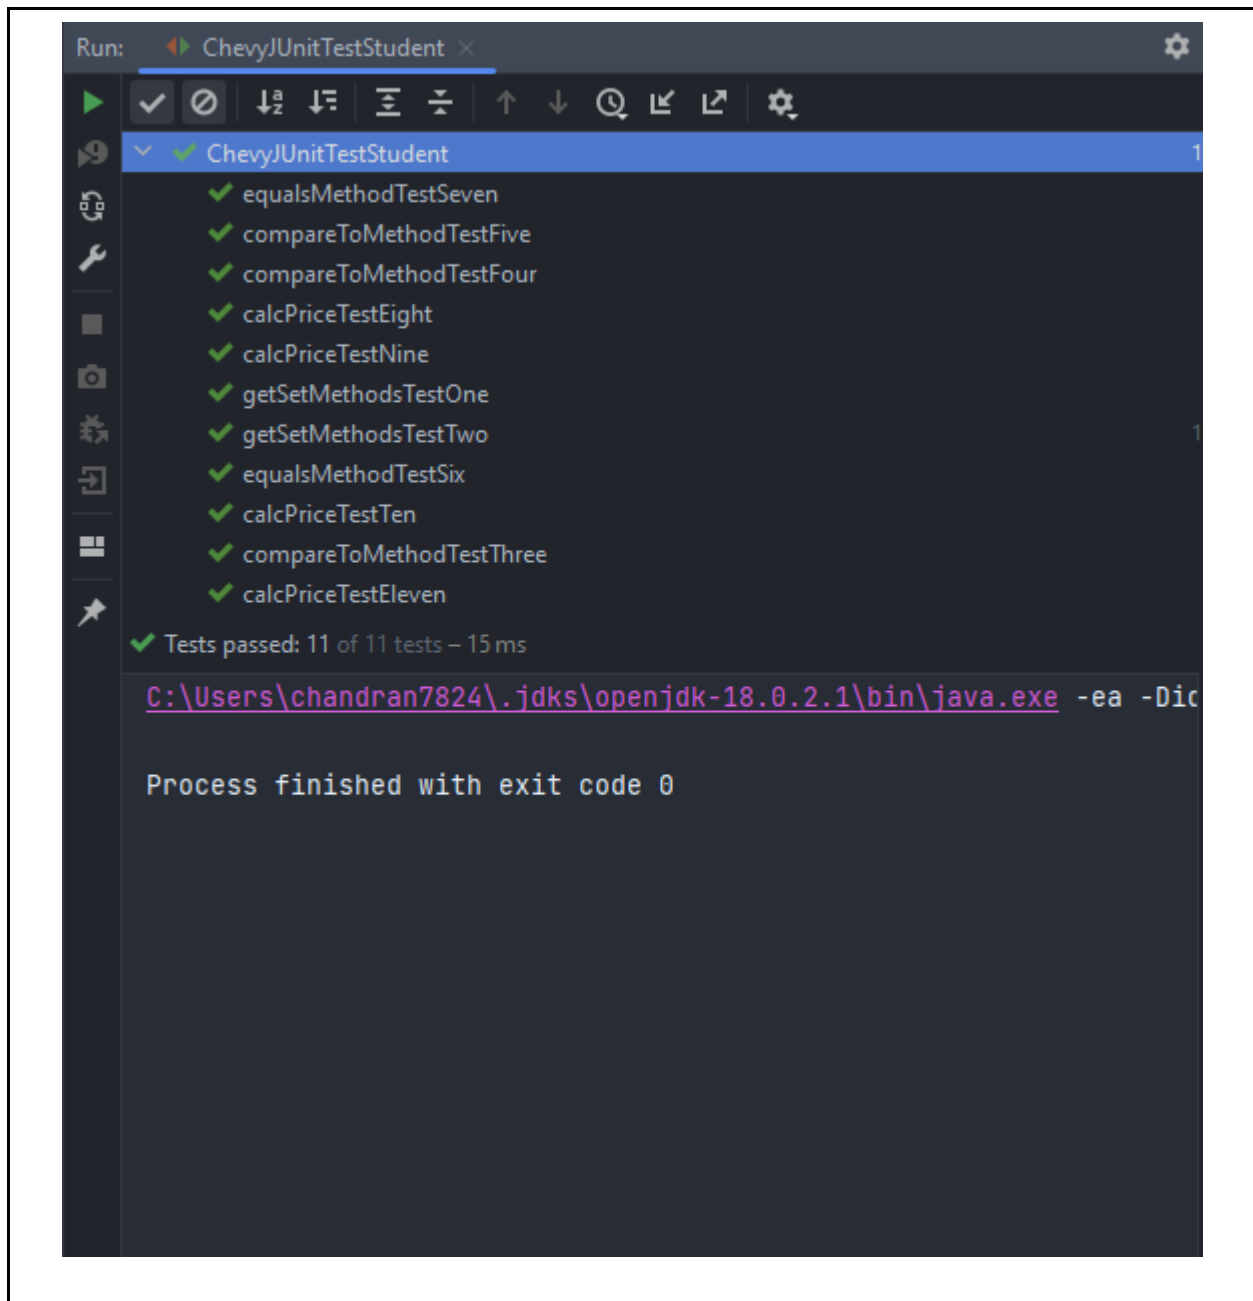 Run: ChevyJUnitTestStudent
ChevyJUnitTestStudent 1
equalsMethodTestSeven
compareToMethodTestFive
compareToMethodTestFour
calcPriceTestEight
calcPriceTestNine
getSetMethodsTestOne
getSetMethodsTestTwo 1
equalsMethodTestSix
calcPriceTestTen
compareToMethodTestThree
calcPriceTestEleven
Tests passed: 11 of 11 tests – 15 ms
C:\Users\chandran7824\.jdks\openjdk-18.0.2.1\bin\java.exe -ea
Process finished with exit code 0